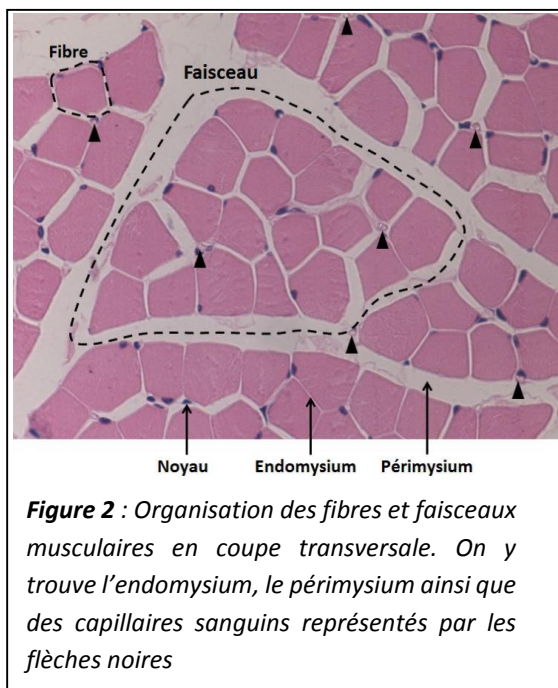 Fibre
Faisceau
Noyau
Endomysium
Périmysium
Figure 2 : Organisation des fibres et faisceaux
musculaires en coupe transversale. On y
trouve l’endomysium, le périmysium ainsi que
des capillaires sanguins représentés par les
flèches noires